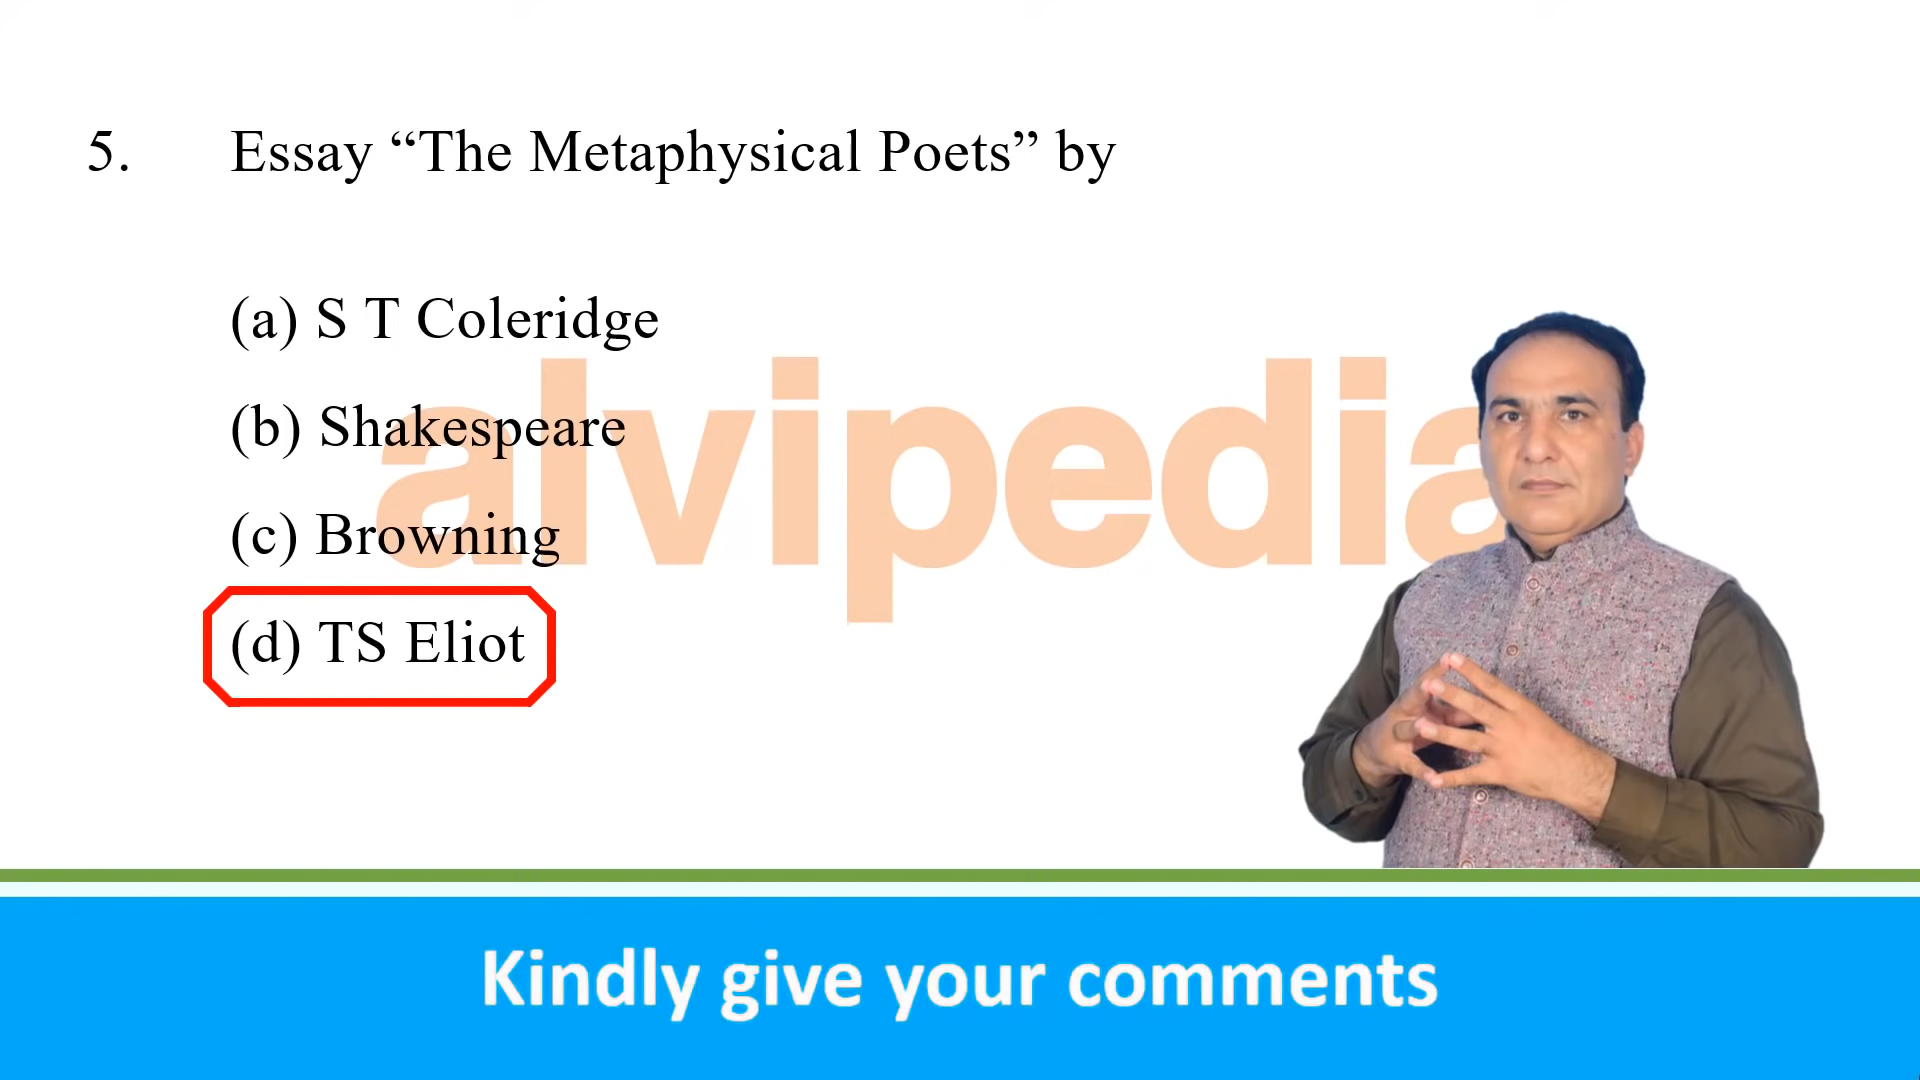 5. Essay “The Metaphysical Poets” by
(a) S T Coleridge
(b) Shakespeare
(c) Browning
(d) TS Eliot
alvipedia
Kindly give your comments